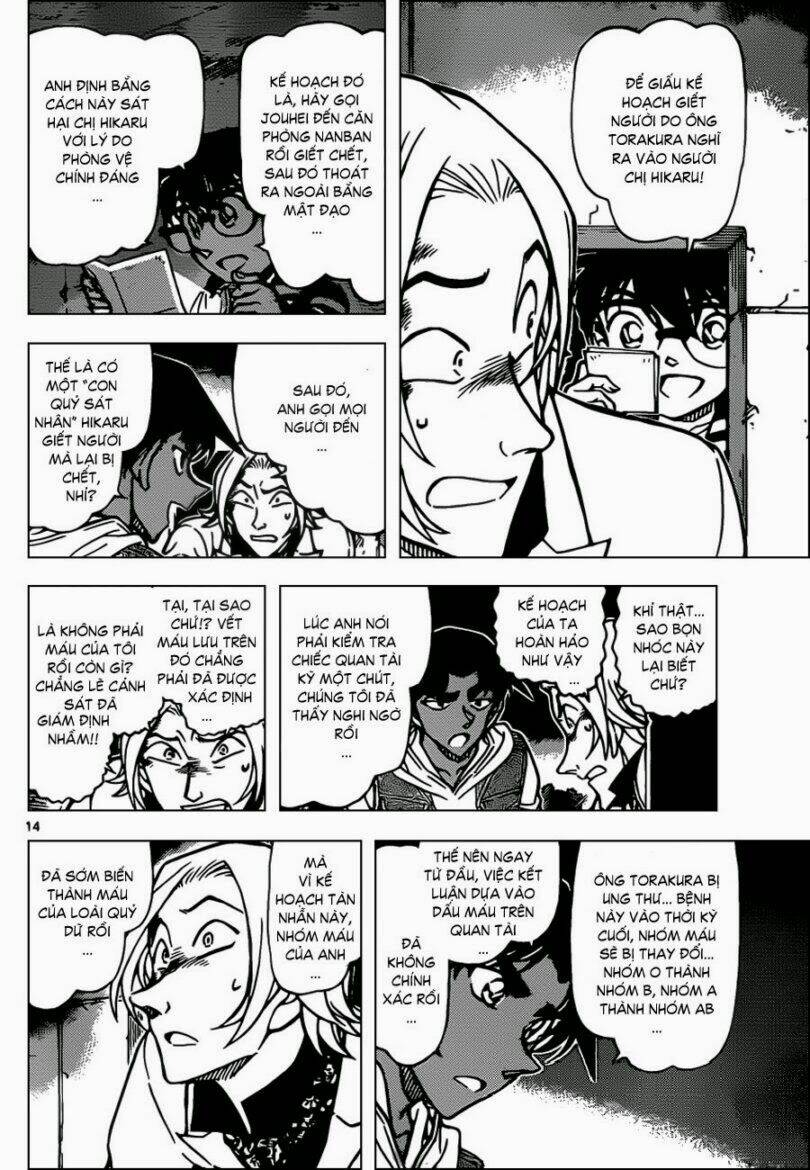 ĐỂ GIẤU KẾ
HOẠCH GIẾT
NGƯỜI DO ÔNG
TORAKURA NGHĨ
RA VÀO NGƯỜI
CHỊ HIKARU!
KẾ HOẠCH ĐÓ
LÀ, HÃY GỌI
JOUHEI ĐẾN CĂN
PHÒNG NANBAN
RỒI GIẾT CHẾT,
SAU ĐÓ THOÁT
RA NGOÀI BẰNG
MẬT ĐẠO
...
ANH ĐỊNH BẰNG
CÁCH NÀY SÁT
HẠI CHỊ HIKARU
VỚI LÝ DO
PHÒNG VỆ
CHÍNH ĐÁNG
...
SAU ĐÓ,
ANH GỌI MỌI
NGƯỜI ĐẾN
...
THẾ LÀ CÓ
MỘT "CON
QUỶ SÁT
NHÂN" HIKARU
GIẾT NGƯỜI
MÀ LẠI BỊ
CHẾT,
NHỈ?
KHỈ THẬT...
SAO BỌN
NHÓC NÀY
LẠI BIẾT
CHỨ?
KẾ HOẠCH
CỦA TA
HOÀN HẢO
NHƯ VẬY
...
LÚC ANH NÓI
PHẢI KIỂM TRA
CHIẾC QUAN TÀI
KỸ MỘT CHÚT,
CHÚNG TÔI ĐÃ
THẤY NGHI NGỜ
RỒI
...
TẠI, TẠI SAO
CHỨ!? VẾT
MÁU LƯU TRÊN
ĐÓ CHẲNG
PHẢI ĐÃ ĐƯỢC
XÁC ĐỊNH
...
LÀ KHÔNG PHẢI
MÁU CỦA TÔI
RỒI CÒN GÌ?
CHẲNG LẼ CẢNH
SÁT ĐÃ
GIÁM ĐỊNH
NHẦM!!
14
ÔNG TORAKURA BỊ
UNG THƯ... BỆNH
NÀY VÀO THỜI KỲ
CUỐI, NHÓM MÁU
SẼ BỊ THAY ĐỔI...
NHÓM O THÀNH
NHÓM B, NHÓM A
THÀNH NHÓM AB
...
THẾ NÊN NGAY
TỪ ĐẦU, VIỆC KẾT
LUẬN DỰA VÀO
DẤU MÁU TRÊN
QUAN TÀI
...
ĐÃ
KHÔNG
CHÍNH
XÁC RỒI
...
MÀ
VÌ KẾ
HOẠCH TÀN
NHẪN NÀY,
NHÓM MÁU
CỦA ANH
...
ĐÃ SỚM BIẾN
THÀNH MÁU
CỦA LOÀI QUỶ
DỮ RỒI
...